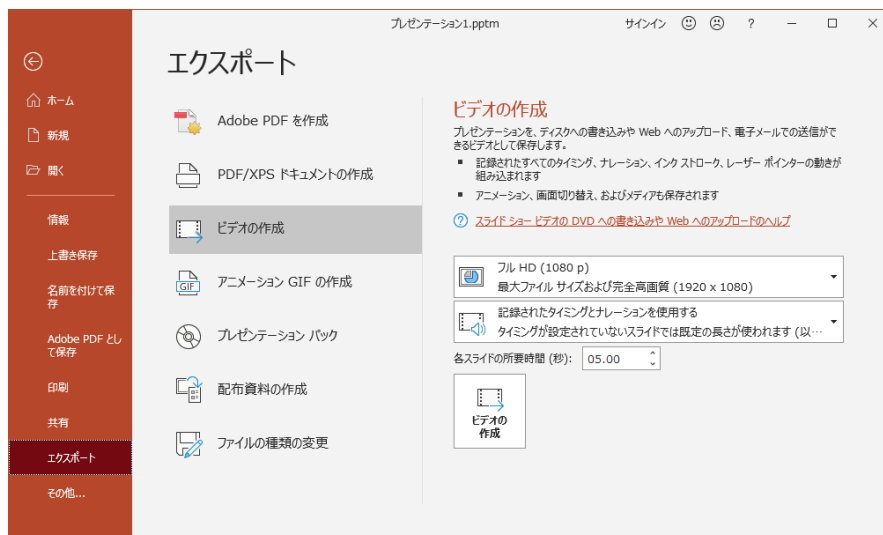 プレゼンテーション1.pptm
サインイン
?
エクスポート
ホーム
新規
開く
情報
上書き保存
名前を付けて保
存
Adobe PDF とし
て保存
印刷
共有
エクスポート
その他...
Adobe PDF を作成
PDF/XPS ドキュメントの作成
ビデオの作成
GIF
アニメーション GIF の作成
プレゼンテーション パック
配布資料の作成
ファイルの種類の変更
ビデオの作成
プレゼンテーションを、ディスクへの書き込みや Web へのアップロード、電子メールでの送信がで
きるビデオとして保存します。
▪ 記録されたすべてのタイミング、ナレーション、インク ストローク、レーザー ポインターの動きが
組み込まれます
▪ アニメーション、画面切り替え、およびメディアも保存されます
? スライド ショー ビデオの DVD への書き込みや Web へのアップロードのヘルプ
フル HD (1080 p)
最大ファイル サイズおよび完全高画質 (1920 x 1080)
記録されたタイミングとナレーションを使用する
タイミングが設定されていないスライドでは既定の長さが使われます (以…
各スライドの所要時間 (秒): 05.00
ビデオの
作成